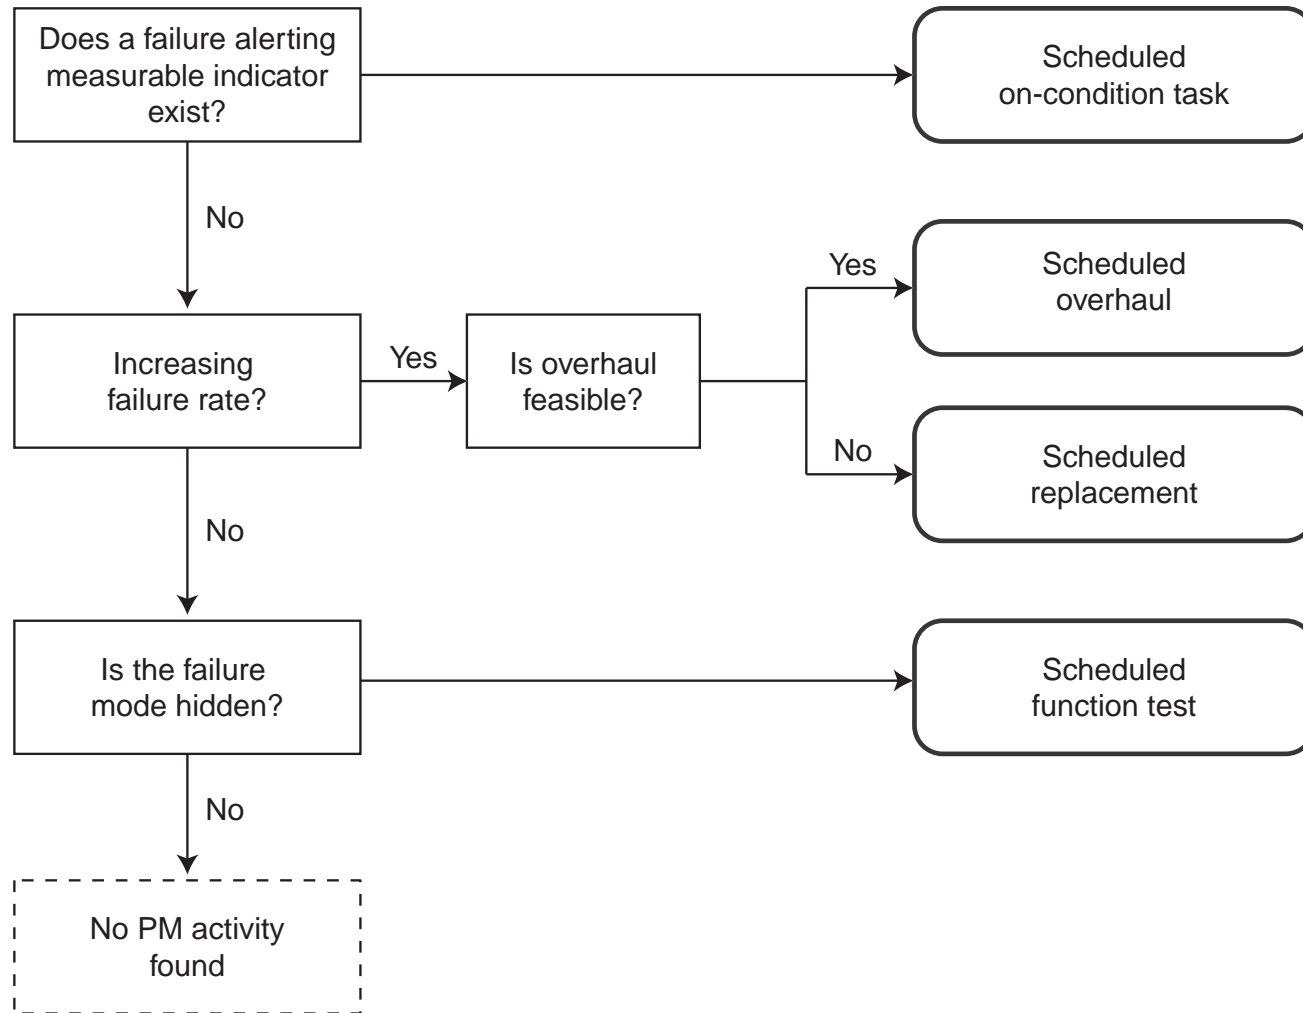 Does a failure alerting
measurable indicator
exist?
Scheduled
on-condition task
No
Increasing
failure rate?
Yes
Is overhaul
feasible?
Yes
Scheduled
overhaul
No
Scheduled
replacement
No
Is the failure
mode hidden?
Scheduled
function test
No
No PM activity
found